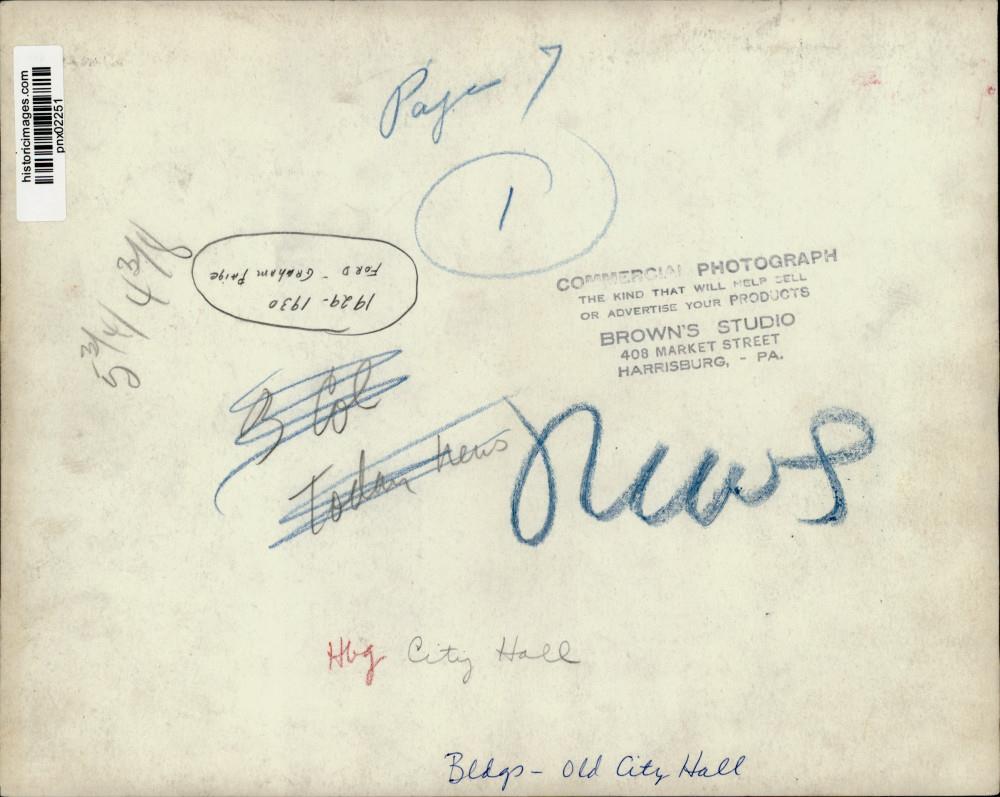 historicimages.com
pnx02251
Page 7
1
5 3/4 / 4 3/8
1929-1930
FORD - GRAHAM PAIGE
COMMERCIAL PHOTOGRAPH
THE KIND THAT WILL HELP SELL
OR ADVERTISE YOUR PRODUCTS
BROWN'S STUDIO
408 MARKET STREET
HARRISBURG, - PA.
3 Col
Today news
News
Hbg City Hall
Bldgs - Old City Hall